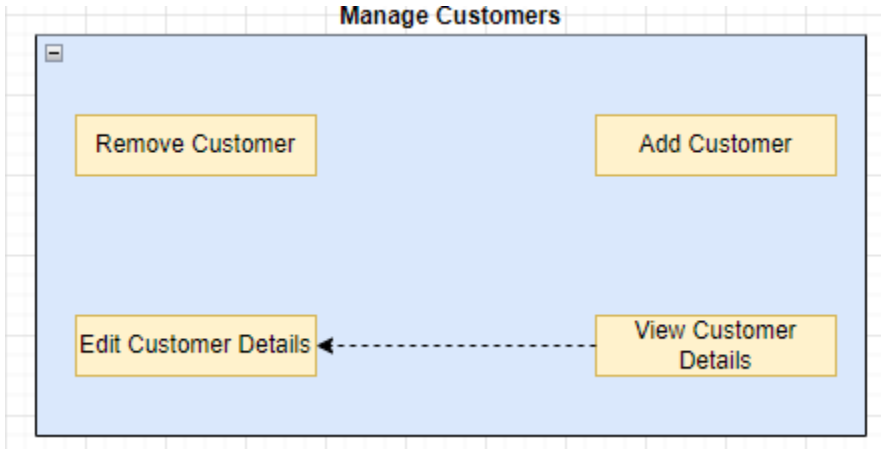 Manage Customers
Remove Customer
Add Customer
Edit Customer Details
View Customer
Details